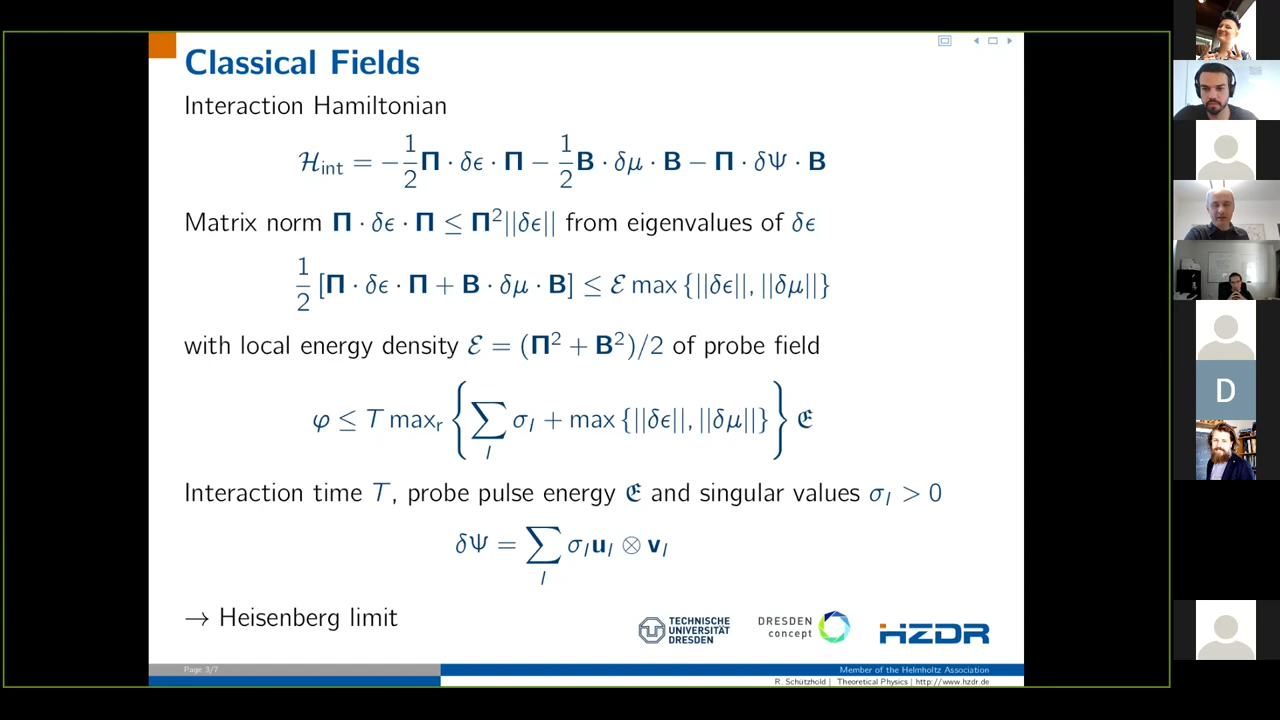 Classical Fields
Interaction Hamiltonian
ℋ_int = −1/2 Π · δϵ · Π − 1/2 B · δμ · B − Π · δΨ · B
Matrix norm Π · δϵ · Π ≤ Π²||δϵ|| from eigenvalues of δϵ
1/2 [Π · δϵ · Π + B · δμ · B] ≤ ℰ max {||δϵ||, ||δμ||}
with local energy density ℰ = (Π² + B²)/2 of probe field
φ ≤ T max_r { ∑_l σ_l + max {||δϵ||, ||δμ||} } 𝔈
Interaction time T, probe pulse energy 𝔈 and singular values σ_l > 0
δΨ = ∑_l σ_l u_l ⊗ v_l
→ Heisenberg limit
TECHNISCHE
UNIVERSITÄT
DRESDEN
DRESDEN
concept
HZDR
Page 3/7
Member of the Helmholtz Association
R. Schützhold | Theoretical Physics | http://www.hzdr.de
D